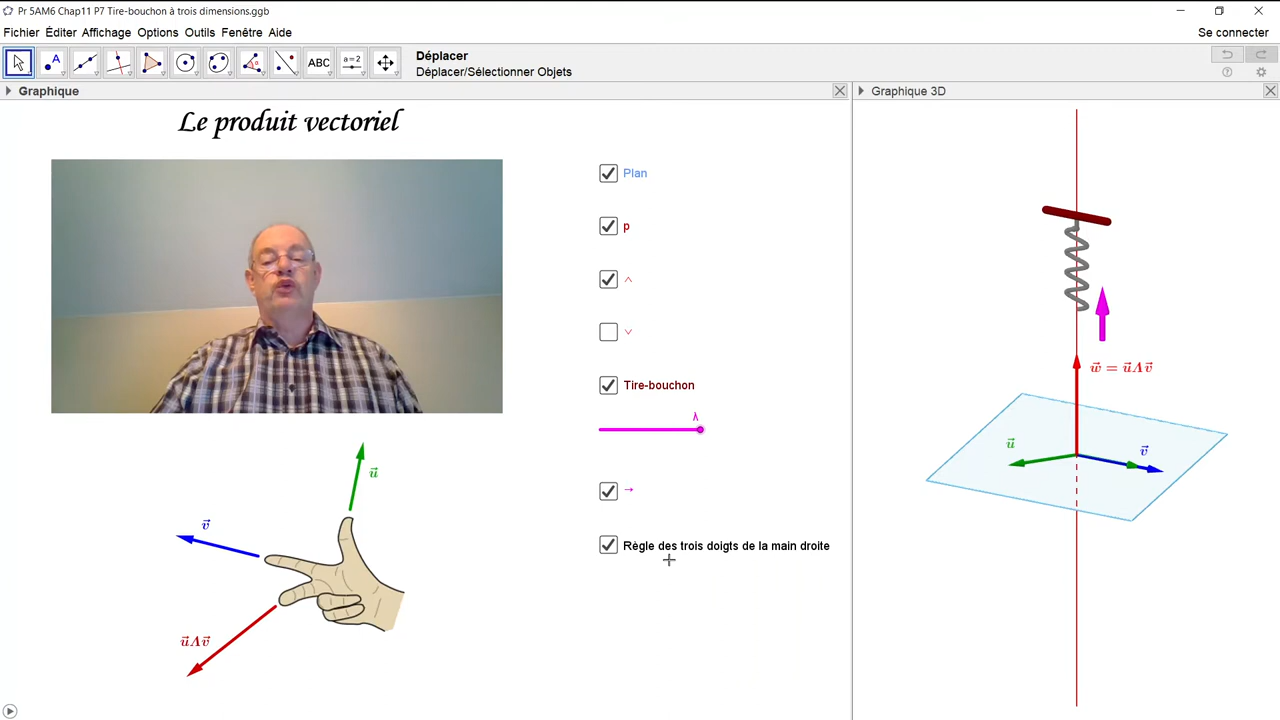 Pr 5AM6 Chap11 P7 Tire-bouchon à trois dimensions.ggb
Fichier Éditer Affichage Options Outils Fenêtre Aide
Se connecter
A
ABC
a=2
Déplacer
Déplacer/Sélectionner Objets
Graphique
Graphique 3D
Le produit vectoriel
Plan
p
^
v
Tire-bouchon
λ
→
Règle des trois doigts de la main droite
u⃗
v⃗
u⃗Λv⃗
w⃗ = u⃗Λv⃗
u⃗
v⃗